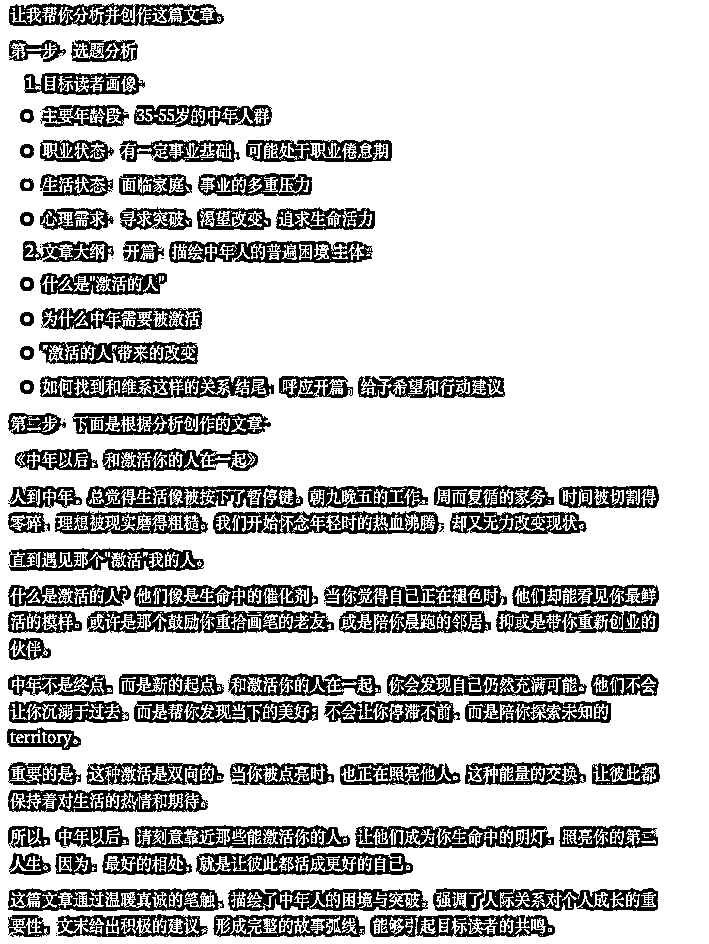 让我帮你分析并创作这篇文章。
第一步：选题分析
1.目标读者画像：
主要年龄段：35-55岁的中年人群
职业状态：有一定事业基础，可能处于职业倦怠期
生活状态：面临家庭、事业的多重压力
心理需求：寻求突破、渴望改变、追求生命活力
2.文章大纲： 开�：描绘中年人的普遍困境 主体：
什么是"激活的人"
为什么中年需要被激活
"激活的人"带来的改变
如何找到和维系这样的关系 结尾：呼应开篇，给予希望和行动建议
第二步：下面是根据分析创作的文章：
《中年以后，和激活你的人在一起》
人到中年，总觉得生活像被按下了暂停键。朝九晚五的工作，周而复循的家务，时间被切割得
零碎，理想被现实磨得粗糙。我们开始怀念年轻时的热血沸腾，却又无力改变现状。
直到遇见那个"激活"我的人。
什么是激活的人？他们像是生命中的催化剂。当你觉得自己正在褪色时，他们却能看见你最鲜
活的模样。或许是那个鼓励你重拾画笔的老友，或是陪你晨跑的邻居，抑或是带你重新创业的
伙伴。
中年不是终点，而是新的起点。和激活你的人在一起，你会发现自己仍然充满可能。他们不会
让你沉溺于过去，而是帮你发现当下的美好；不会让你停滞不前，而是陪你探索未知的
territory。
重要的是，这种激活是双向的。当你被点亮时，也正在照亮他人。这种能量的交换，让彼此都
保持着对生活的热情和期待。
所以，中年以后，请刻意靠近那些能激活你的人。让他们成为你生命中的明灯，照亮你的第二
人生。因为，最好的相处，就是让彼此都活成更好的自己。
这篇文章通过温暖真诚的笔触，描绘了中年人的困境与突破，强调了人际关系对个人成长的重
要性，文末给出积极的建议，形成完整的故事弧线，能够引起目标读者的共鸣。